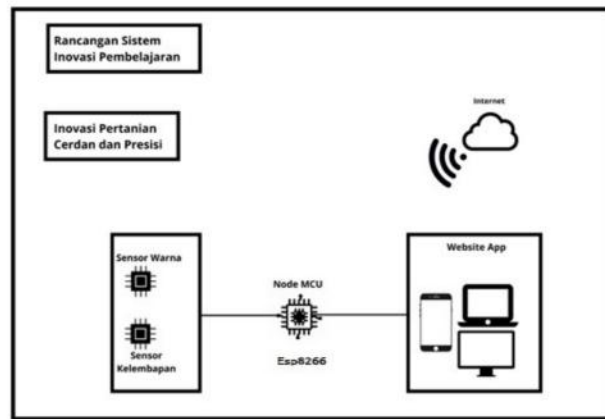 Rancangan Sistem
Inovasi Pembelajaran
Inovasi Pertanian
Cerdan dan Presisi
Internet
Sensor Warna
Sensor
Kelembapan
Node MCU
Esp8266
Website App